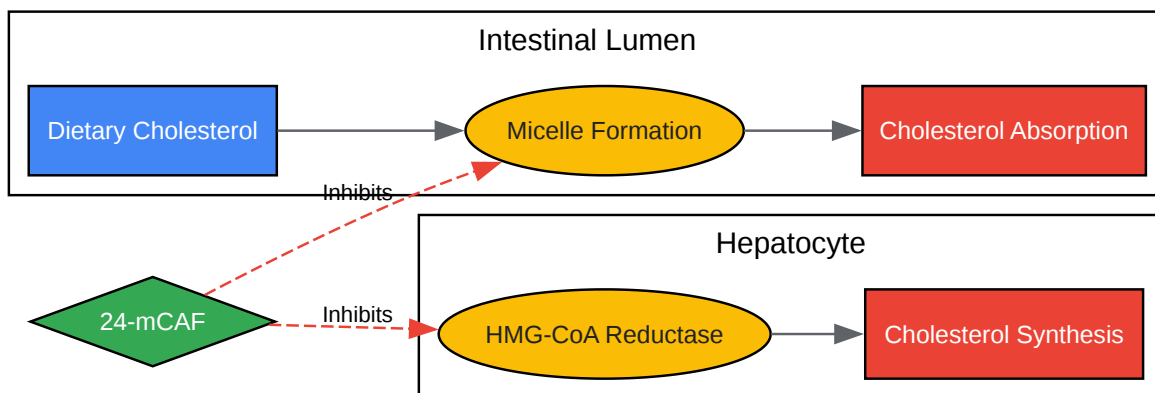 Intestinal Lumen
Dietary Cholesterol
Micelle Formation
Cholesterol Absorption
Inhibits
Hepatocyte
24-mCAF
Inhibits
HMG-CoA Reductase
Cholesterol Synthesis